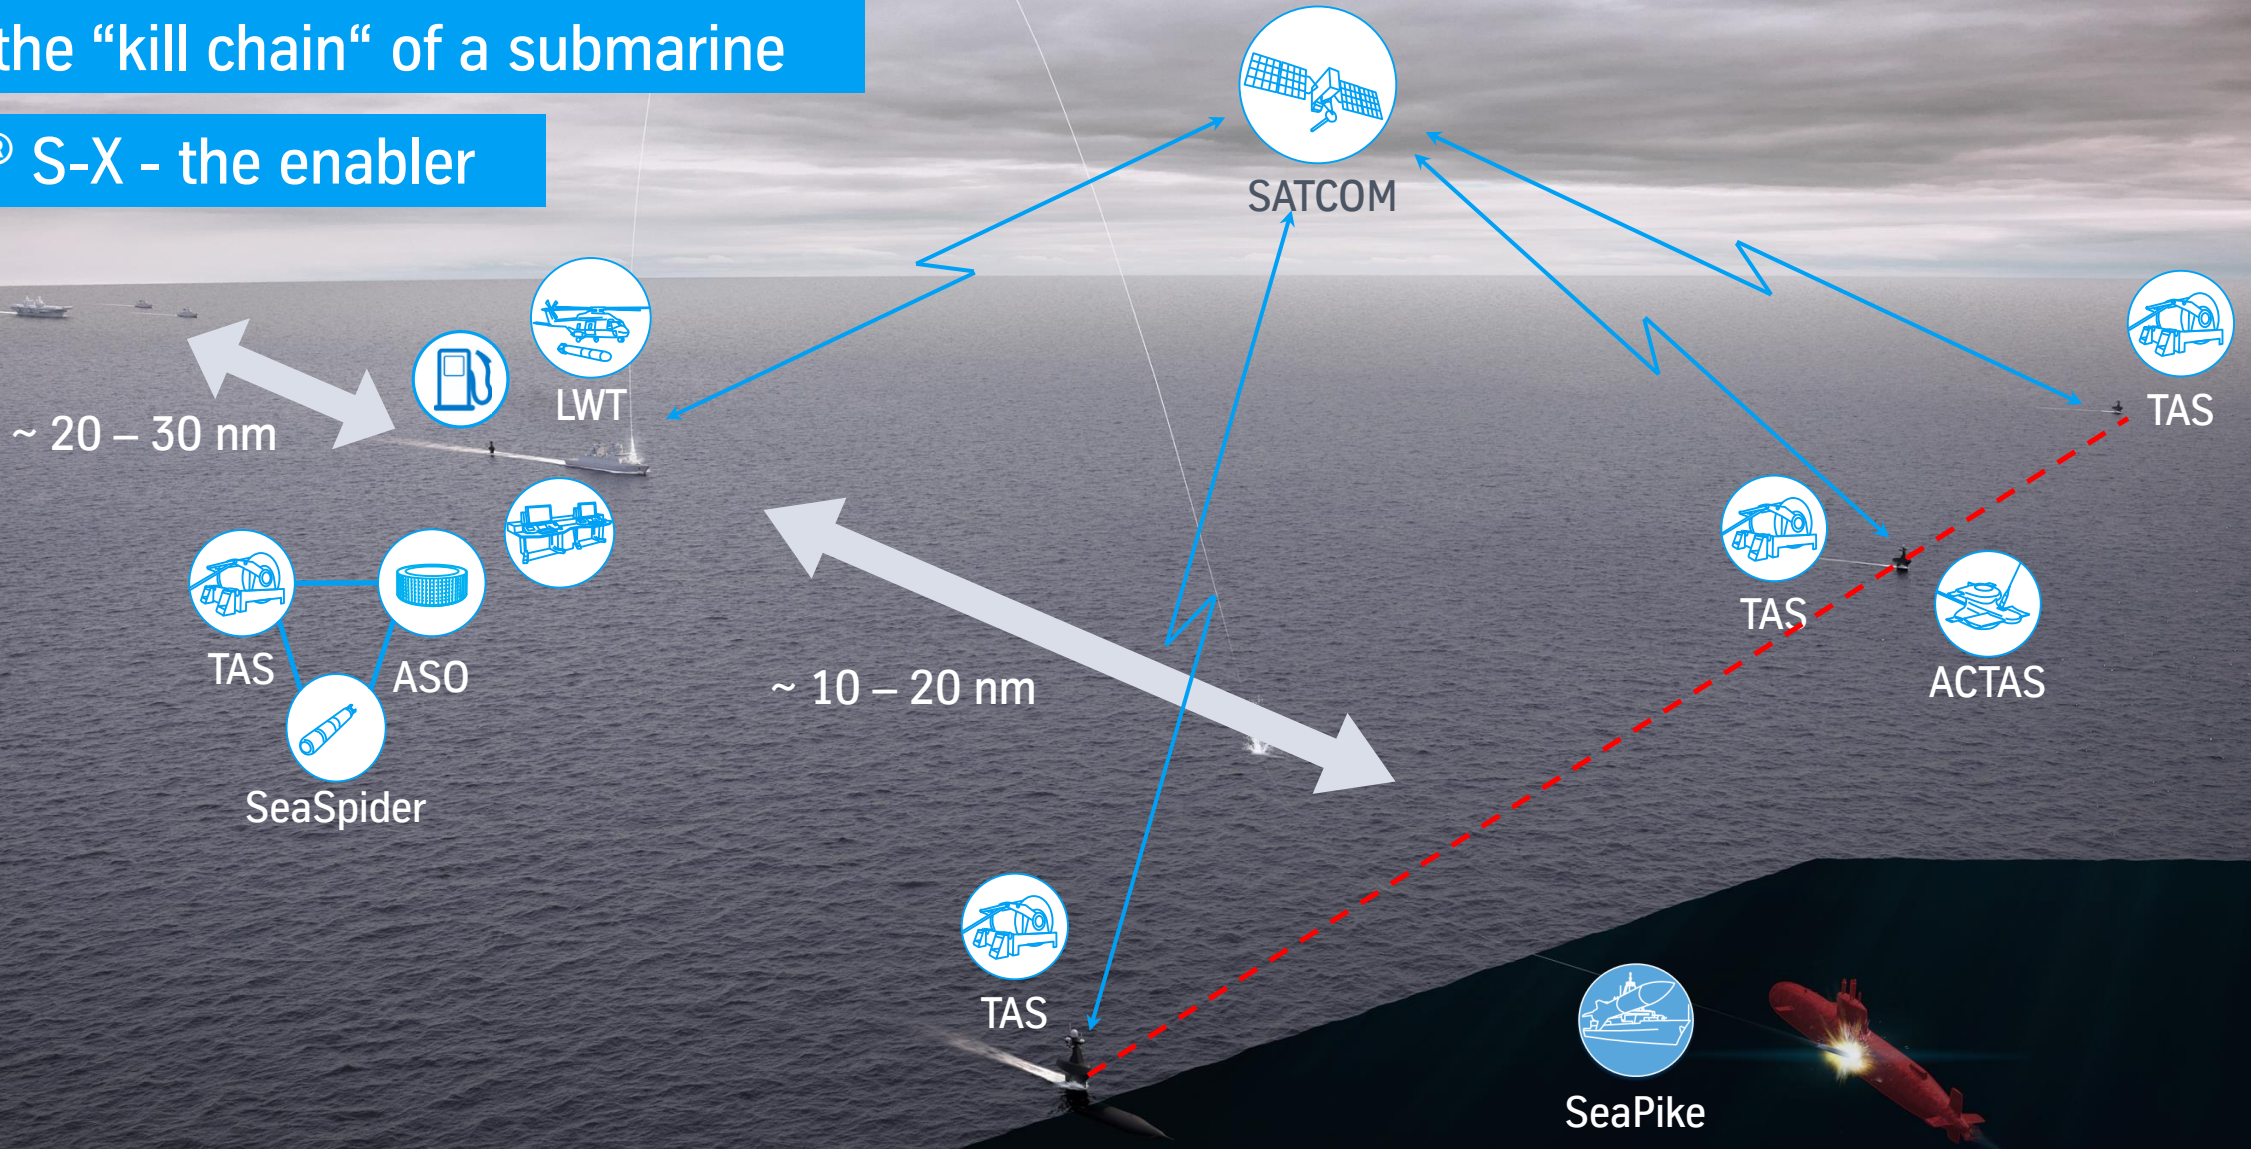 the “kill chain“ of a submarine
® S-X - the enabler
SATCOM
LWT
TAS
~ 20 – 30 nm
TAS
TAS
ASO
ACTAS
~ 10 – 20 nm
SeaSpider
TAS
SeaPike